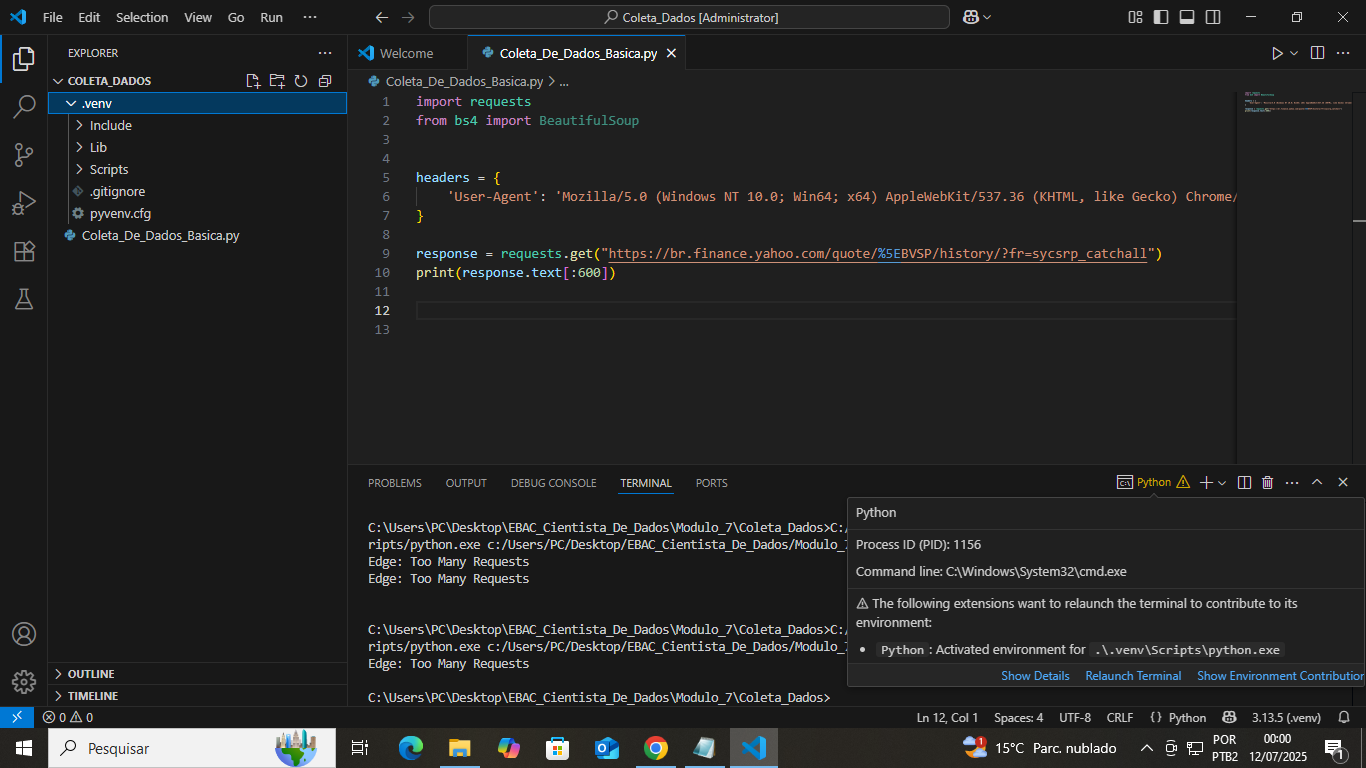 File Edit Selection View Go Run ···
Coleta_Dados [Administrator]
EXPLORER
COLETA_DADOS
.venv
Include
Lib
Scripts
.gitignore
pyvenv.cfg
Coleta_De_Dados_Basica.py
OUTLINE
TIMELINE
Welcome
Coleta_De_Dados_Basica.py
Coleta_De_Dados_Basica.py > ...
1 import requests
2 from bs4 import BeautifulSoup
3
4
5 headers = {
6 'User-Agent': 'Mozilla/5.0 (Windows NT 10.0; Win64; x64) AppleWebKit/537.36 (KHTML, like Gecko) Chrome/
7 }
8
9 response = requests.get("https://br.finance.yahoo.com/quote/%5EBVSP/history/?fr=sycsrp_catchall")
10 print(response.text[:600])
11
12
13
PROBLEMS OUTPUT DEBUG CONSOLE TERMINAL PORTS
Python
C:\Users\PC\Desktop\EBAC_Cientista_De_Dados\Modulo_7\Coleta_Dados>C:/
ripts/python.exe c:/Users/PC/Desktop/EBAC_Cientista_De_Dados/Modulo_7
Edge: Too Many Requests
Edge: Too Many Requests
C:\Users\PC\Desktop\EBAC_Cientista_De_Dados\Modulo_7\Coleta_Dados>C:/
ripts/python.exe c:/Users/PC/Desktop/EBAC_Cientista_De_Dados/Modulo_7
Edge: Too Many Requests
C:\Users\PC\Desktop\EBAC_Cientista_De_Dados\Modulo_7\Coleta_Dados>
Python
Process ID (PID): 1156
Command line: C:\Windows\System32\cmd.exe
⚠ The following extensions want to relaunch the terminal to contribute to its
environment:
• Python : Activated environment for .\.venv\Scripts\python.exe
Show Details Relaunch Terminal Show Environment Contribution
0 0
Ln 12, Col 1 Spaces: 4 UTF-8 CRLF {} Python 3.13.5 (.venv)
Pesquisar
15°C Parc. nublado
POR
PTB2
00:00
12/07/2025
1